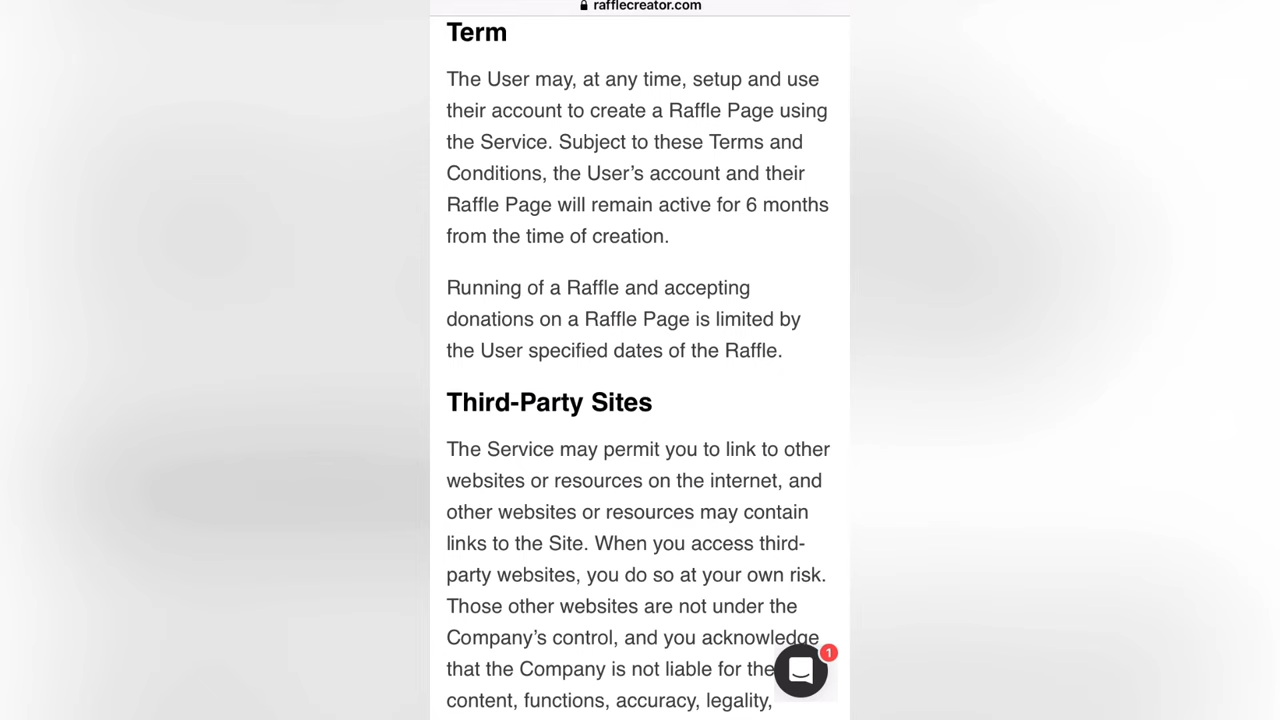 rafflecreator.com
Term
The User may, at any time, setup and use
their account to create a Raffle Page using
the Service. Subject to these Terms and
Conditions, the User’s account and their
Raffle Page will remain active for 6 months
from the time of creation.
Running of a Raffle and accepting
donations on a Raffle Page is limited by
the User specified dates of the Raffle.
Third-Party Sites
The Service may permit you to link to other
websites or resources on the internet, and
other websites or resources may contain
links to the Site. When you access third-
party websites, you do so at your own risk.
Those other websites are not under the
Company’s control, and you acknowledge
that the Company is not liable for the
content, functions, accuracy, legality,
1